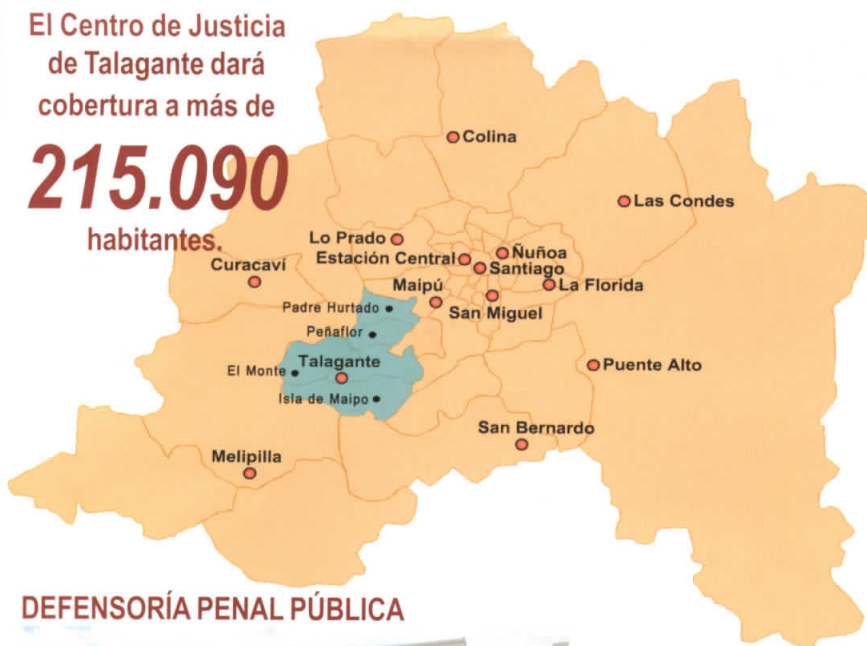 El Centro de Justicia
de Talagante dará
cobertura a más de
215.090
habitantes.
Colina
Las Condes
Lo Prado
Ñuñoa
Estación Central
Santiago
Curacaví
La Florida
Maipú
Padre Hurtado
San Miguel
Peñaflor
Talagante
El Monte
Puente Alto
Isla de Maipo
San Bernardo
Melipilla
DEFENSORÍA PENAL PÚBLICA